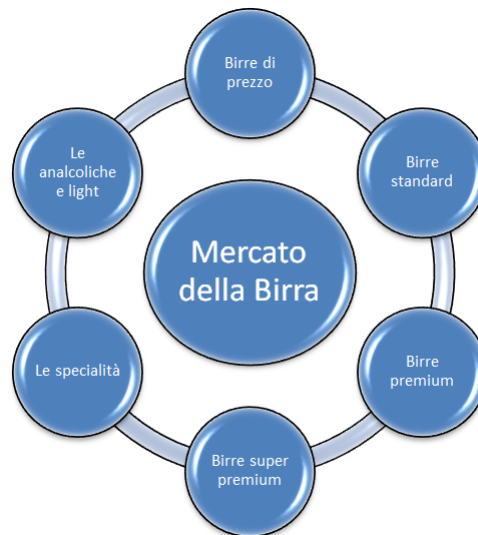 Birre di
prezzo
Birre
standard
Birre
premium
Birre super
premium
Le specialità
Le
analcoliche
e light
Mercato
della Birra